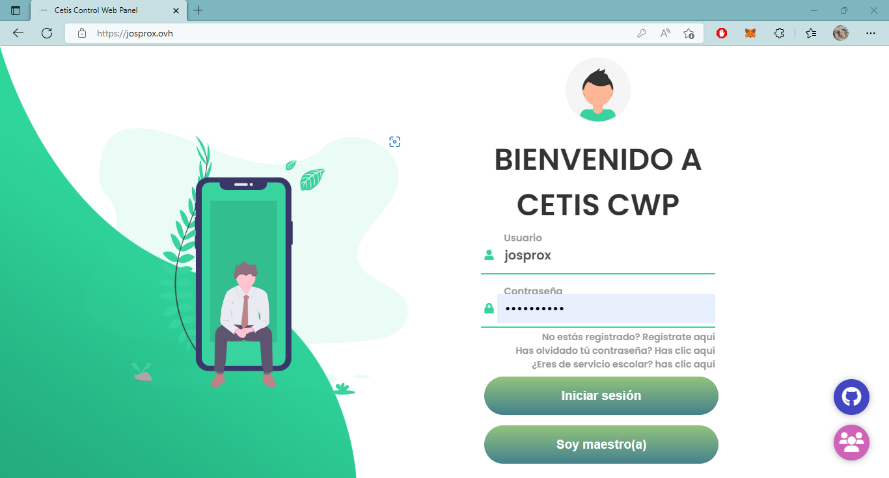 Cetis Control Web Panel
https://josprox.ovh
BIENVENIDO A
CETIS CWP
Usuario
josprox
Contraseña
••••••••••
No estás registrado? Registrate aquí
Has olvidado tú contraseña? Has clic aquí
¿Eres de servicio escolar? has clic aquí
Iniciar sesión
Soy maestro(a)